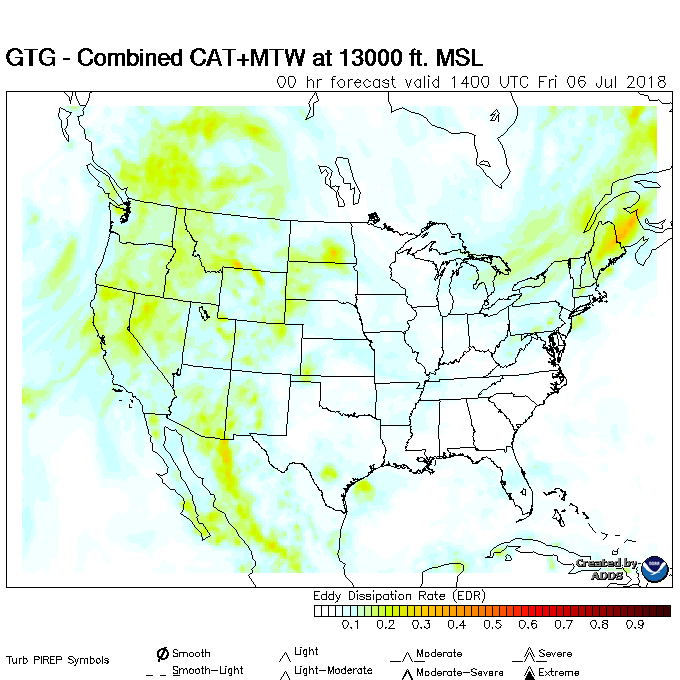 GTG - Combined CAT+MTW at 13000 ft. MSL
00 hr forecast valid 1400 UTC Fri 06 Jul 2018
Created by
ADDS
Eddy Dissipation Rate (EDR)
0.1 0.2 0.3 0.4 0.5 0.6 0.7 0.8 0.9
Turb PIREP Symbols
Smooth Light Moderate Severe
Smooth-Light Light-Moderate Moderate-Severe Extreme